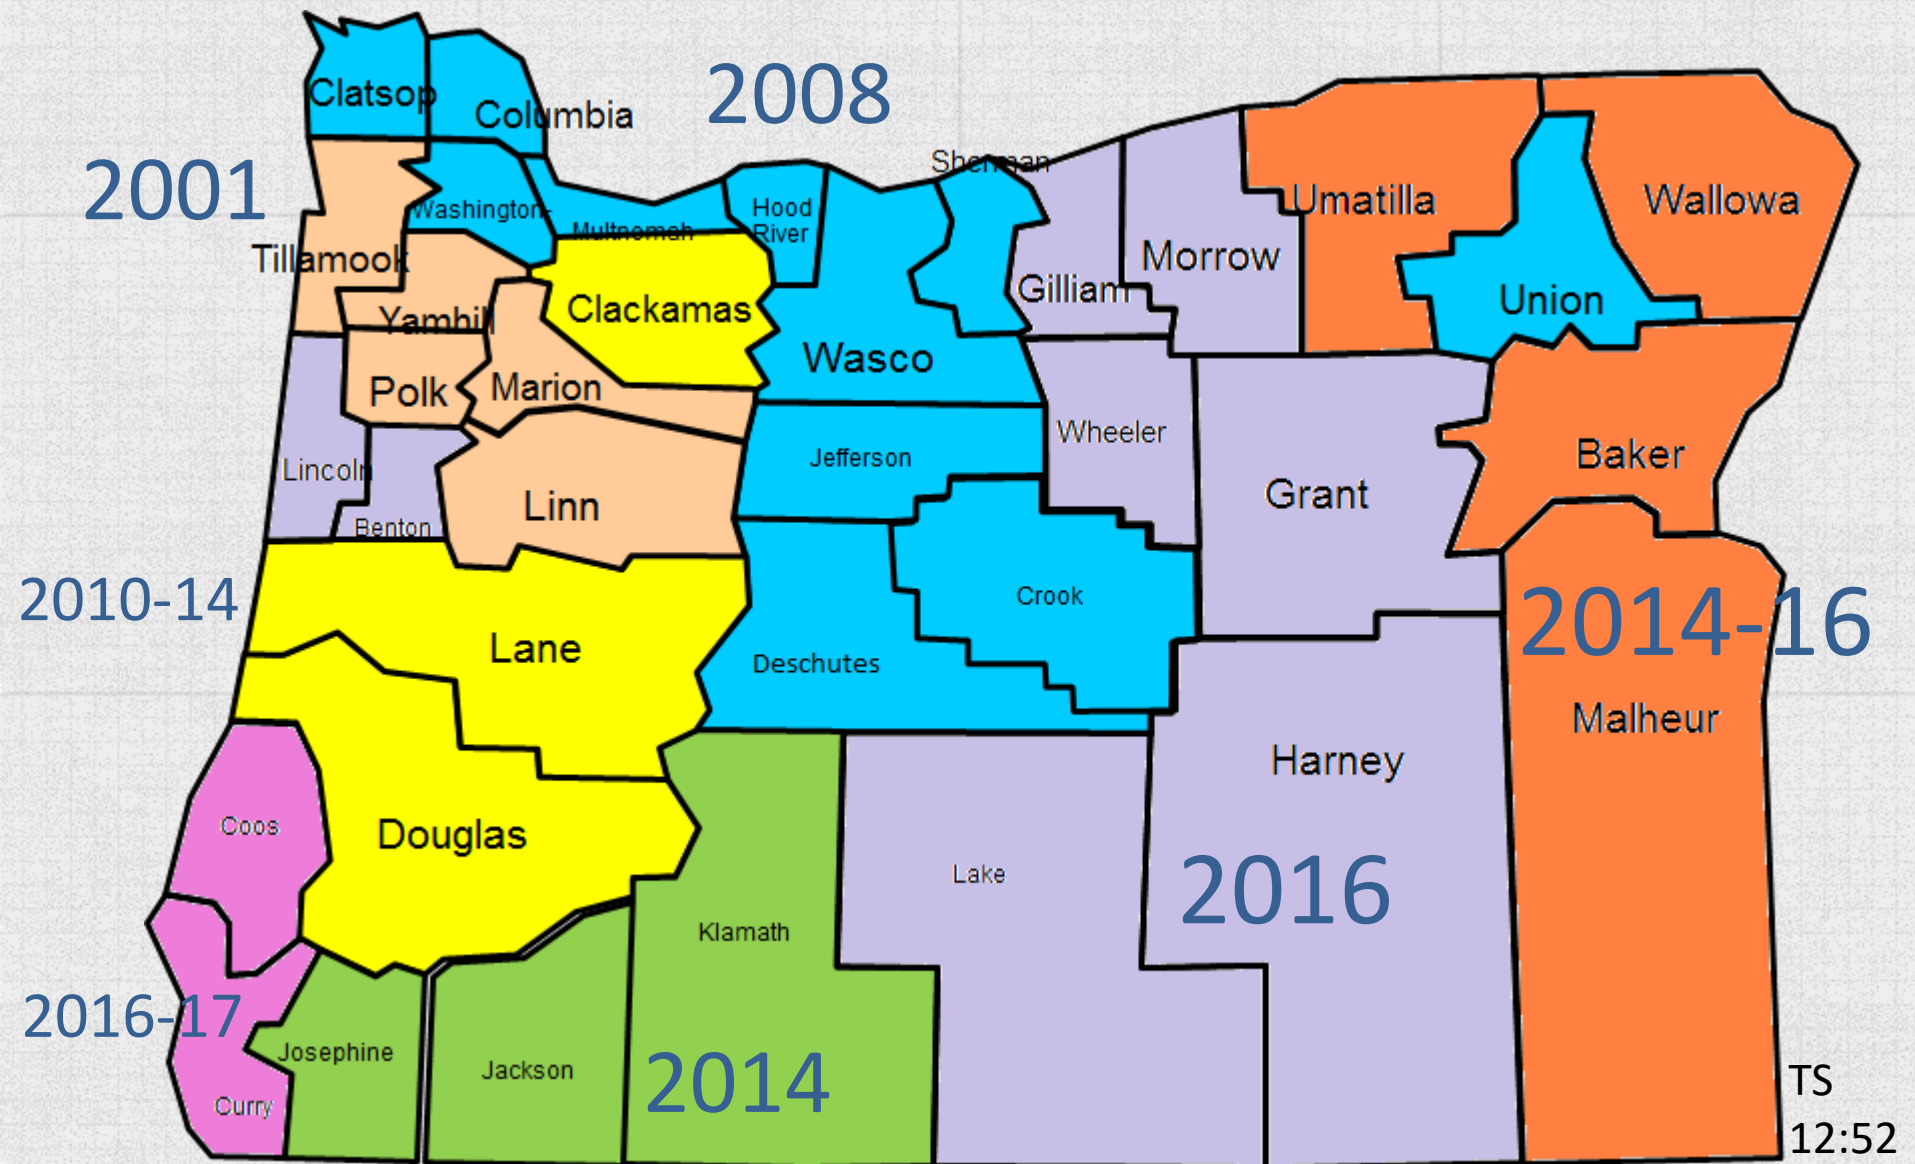 Clatsop
Columbia
2008
2001
Sherman
Washington
Multnomah
Hood
River
Umatilla
Wallowa
Tillamook
Morrow
Gilliam
Union
Yamhill
Clackamas
Wasco
Polk
Marion
Wheeler
Jefferson
Lincoln
Benton
Linn
Grant
Baker
2010-14
Lane
Crook
Deschutes
2014-16
Malheur
Harney
Coos
Douglas
Lake
2016
Klamath
2016-17
Josephine
Jackson
2014
Curry
TS
12:52